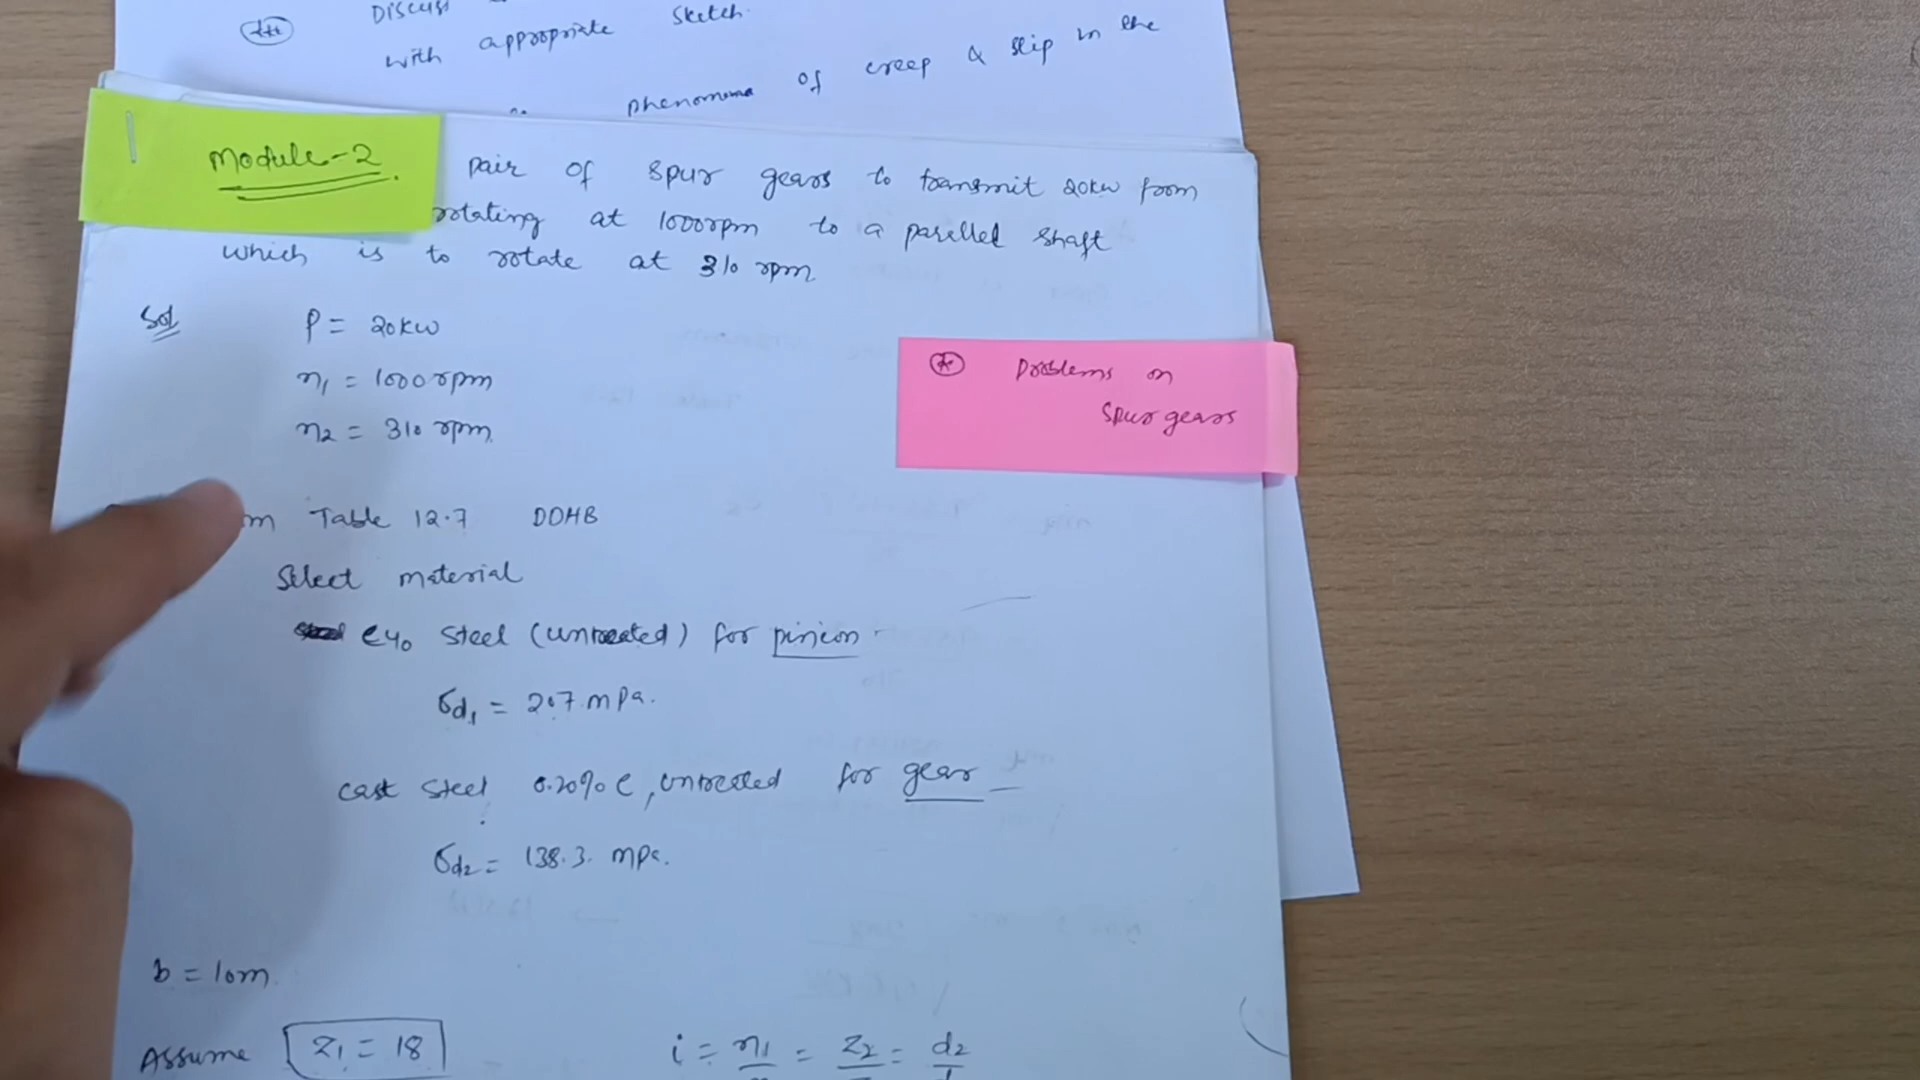 Discuss
with appropriate sketch.
phenomena of creep & slip in the
Module-2
pair of spur gears to transmit 20kw from
rotating at 1000rpm to a parelled shaft
which is to rotate at 310 rpm
Sol
P = 20kw
n1 = 1000rpm
n2 = 310 rpm
Problems on
Spur gears
m Table 12.7 DDHB
Select material
C40 steel (untreated) for pinion
σd1 = 207 mpa.
cast steel 0.20% C, untreated for gear
σd2 = 138.3. mpa.
b = 10m
Assume z1 = 18
i = n1 = z2 = d2